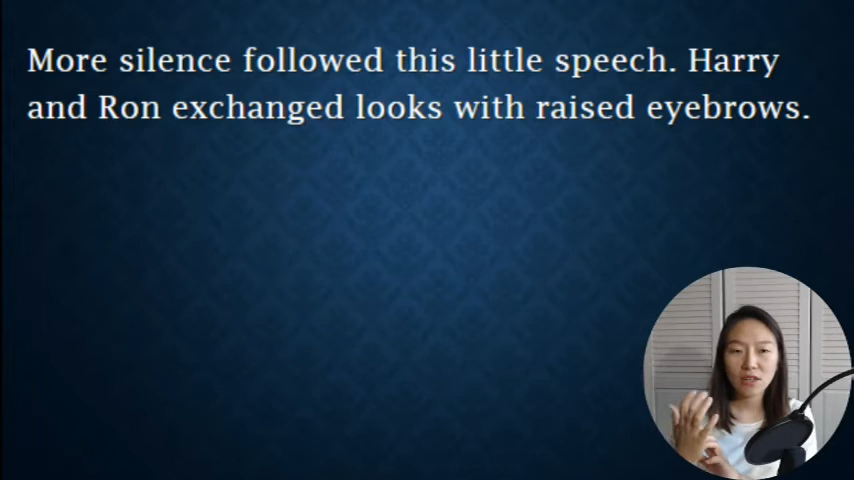 More silence followed this little speech. Harry
and Ron exchanged looks with raised eyebrows.